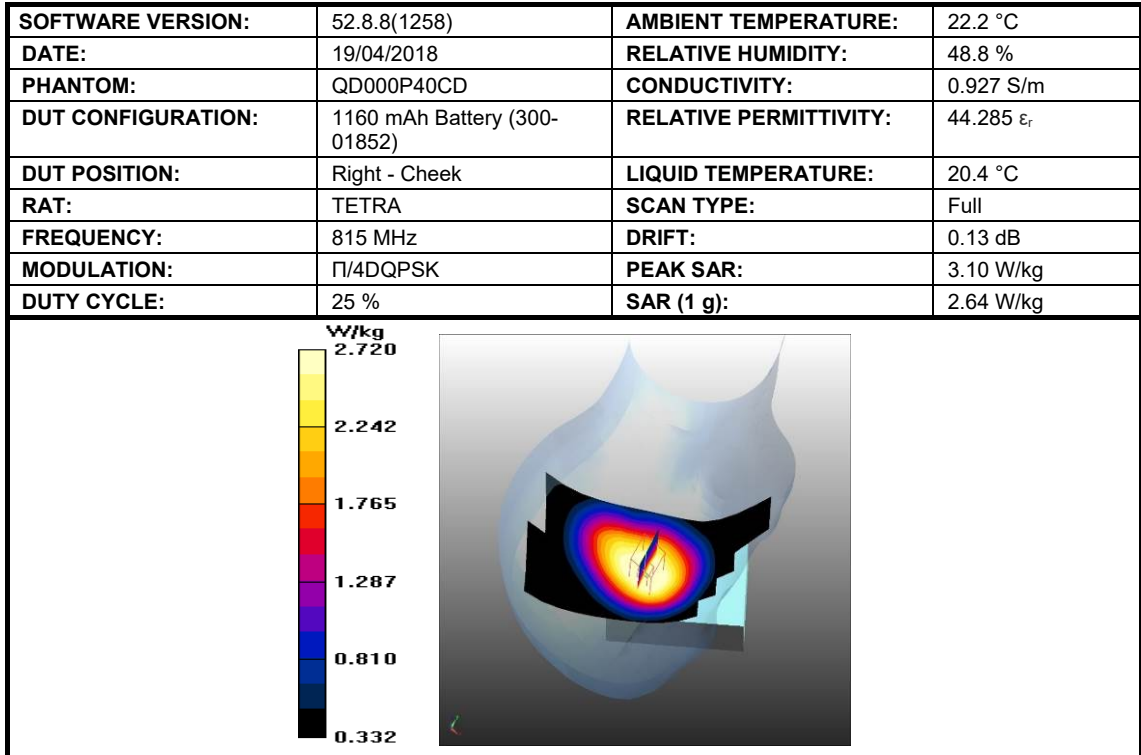 SOFTWARE VERSION: 52.8.8(1258) AMBIENT TEMPERATURE: 22.2 °C
DATE: 19/04/2018 RELATIVE HUMIDITY: 48.8 %
PHANTOM: QD000P40CD CONDUCTIVITY: 0.927 S/m
DUT CONFIGURATION: 1160 mAh Battery (300- RELATIVE PERMITTIVITY: 44.285 εr
01852)
DUT POSITION: Right - Cheek LIQUID TEMPERATURE: 20.4 °C
RAT: TETRA SCAN TYPE: Full
FREQUENCY: 815 MHz DRIFT: 0.13 dB
MODULATION: Π/4DQPSK PEAK SAR: 3.10 W/kg
DUTY CYCLE: 25 % SAR (1 g): 2.64 W/kg
W/kg
2.720
2.242
1.765
1.287
0.810
0.332